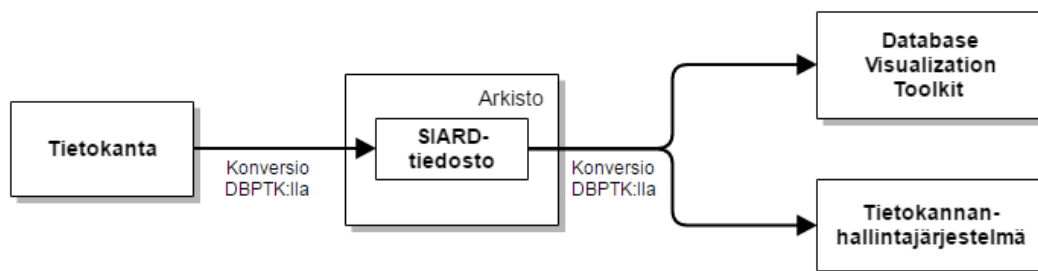 Tietokanta
Konversio
DBPTK:lla
Arkisto
SIARD-
tiedosto
Konversio
DBPTK:lla
Database
Visualization
Toolkit
Tietokannan-
hallintajärjestelmä